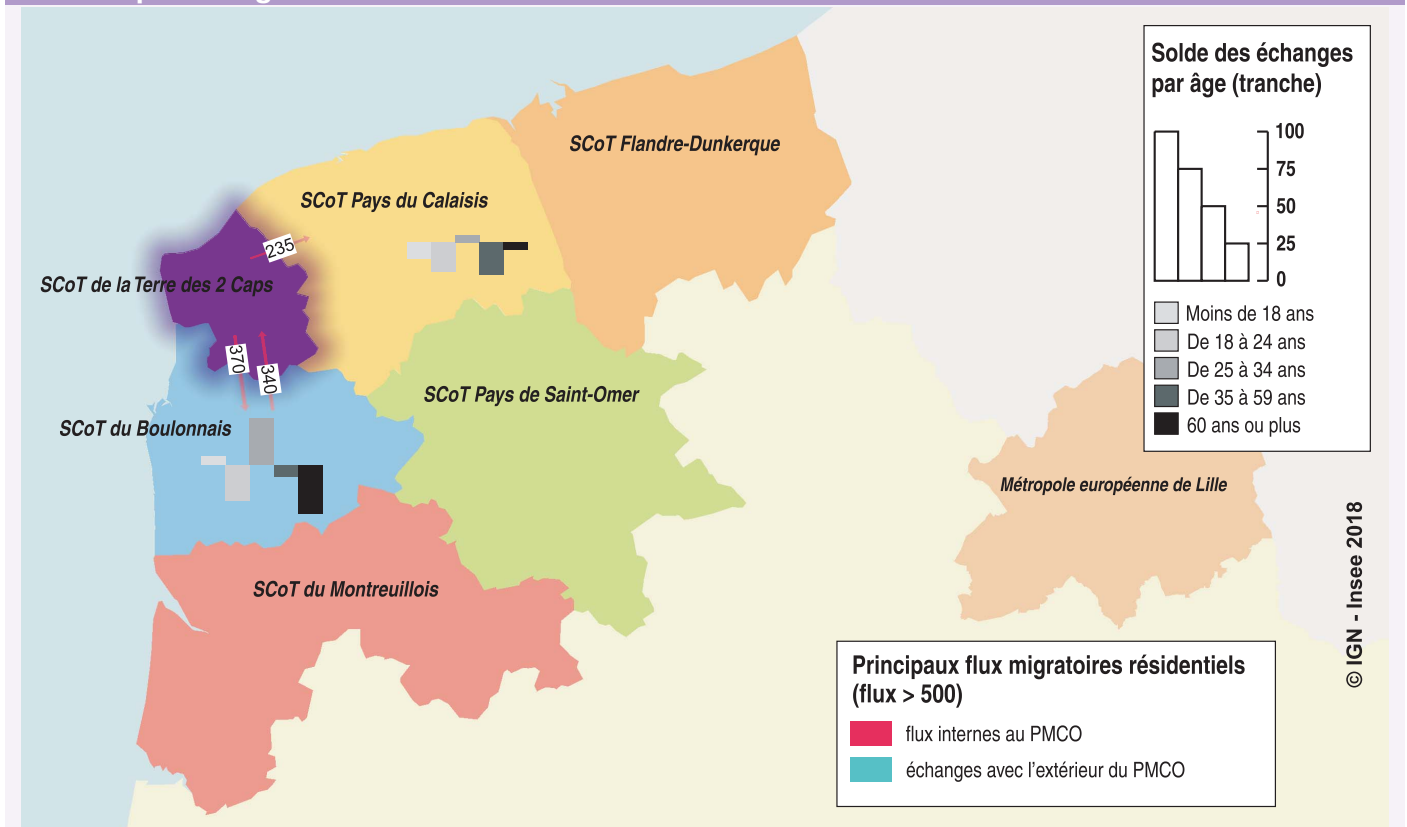 SCoT Flandre-Dunkerque
SCoT Pays du Calaisis
235
SCoT de la Terre des 2 Caps
370
340
SCoT Pays de Saint-Omer
SCoT du Boulonnais
Métropole européenne de Lille
SCoT du Montreuillois
Solde des échanges
par âge (tranche)
100
75
50
25
0
Moins de 18 ans
De 18 à 24 ans
De 25 à 34 ans
De 35 à 59 ans
60 ans ou plus
Principaux flux migratoires résidentiels
(flux > 500)
flux internes au PMCO
échanges avec l'extérieur du PMCO
© IGN - Insee 2018